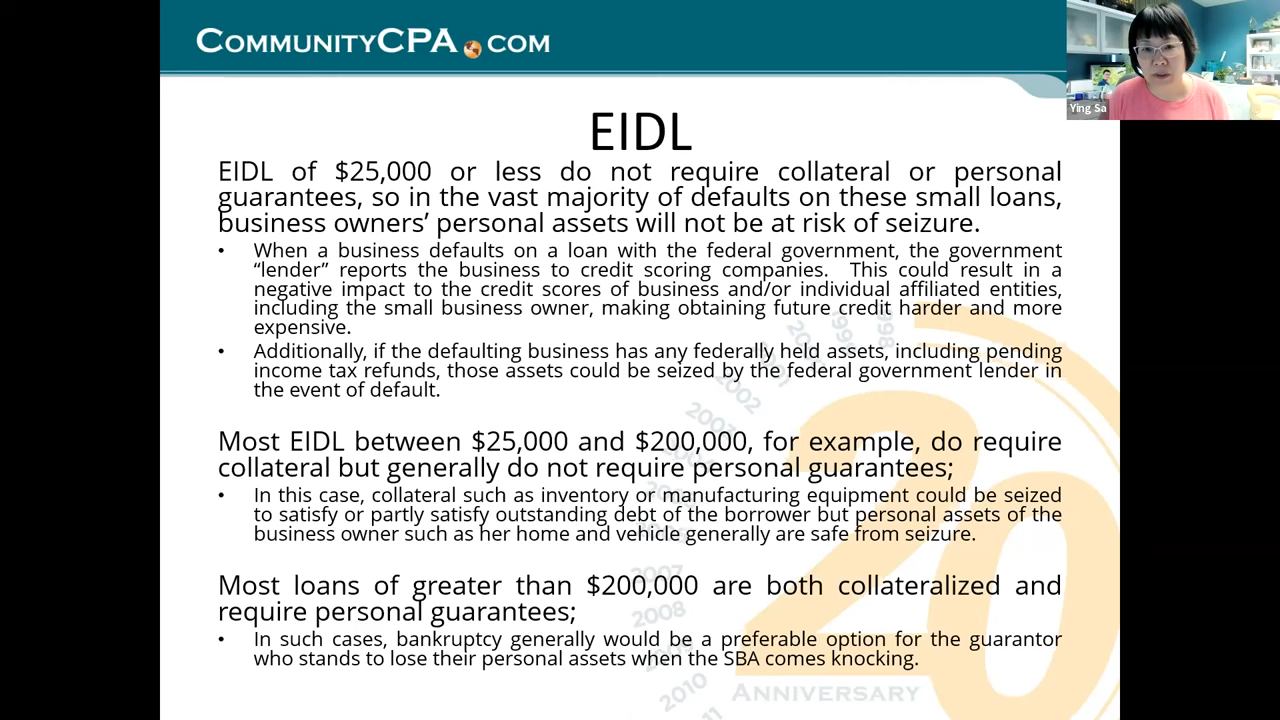 COMMUNITYCPA.COM
Ying Sa
EIDL
EIDL of $25,000 or less do not require collateral or personal
guarantees, so in the vast majority of defaults on these small loans,
business owners’ personal assets will not be at risk of seizure.
• When a business defaults on a loan with the federal government, the government
“lender” reports the business to credit scoring companies. This could result in a
negative impact to the credit scores of business and/or individual affiliated entities,
including the small business owner, making obtaining future credit harder and more
expensive.
• Additionally, if the defaulting business has any federally held assets, including pending
income tax refunds, those assets could be seized by the federal government lender in
the event of default.
Most EIDL between $25,000 and $200,000, for example, do require
collateral but generally do not require personal guarantees;
• In this case, collateral such as inventory or manufacturing equipment could be seized
to satisfy or partly satisfy outstanding debt of the borrower but personal assets of the
business owner such as her home and vehicle generally are safe from seizure.
Most loans of greater than $200,000 are both collateralized and
require personal guarantees;
• In such cases, bankruptcy generally would be a preferable option for the guarantor
who stands to lose their personal assets when the SBA comes knocking.
1998
2002
2003
2007
2008
2010
20
ANNIVERSARY